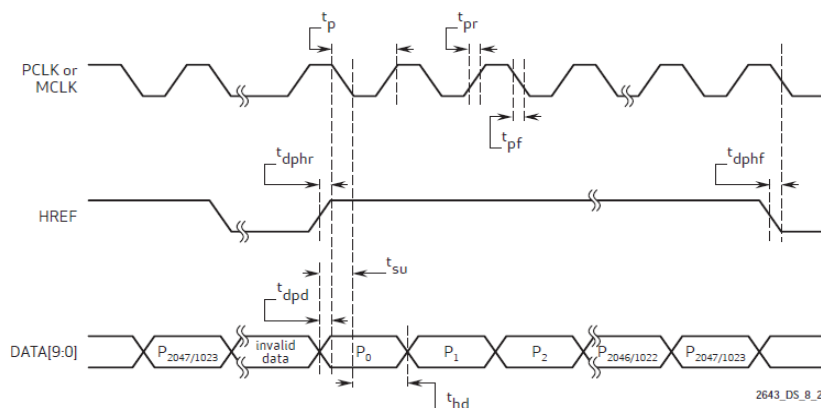 tp
tpr
PCLK or
MCLK
tpf
tdphr
tdphf
HREF
tsu
tdpd
DATA[9:0]
P2047/1023
invalid
data
P0
P1
P2
P2046/1022
P2047/1023
thd
2643_DS_8_2